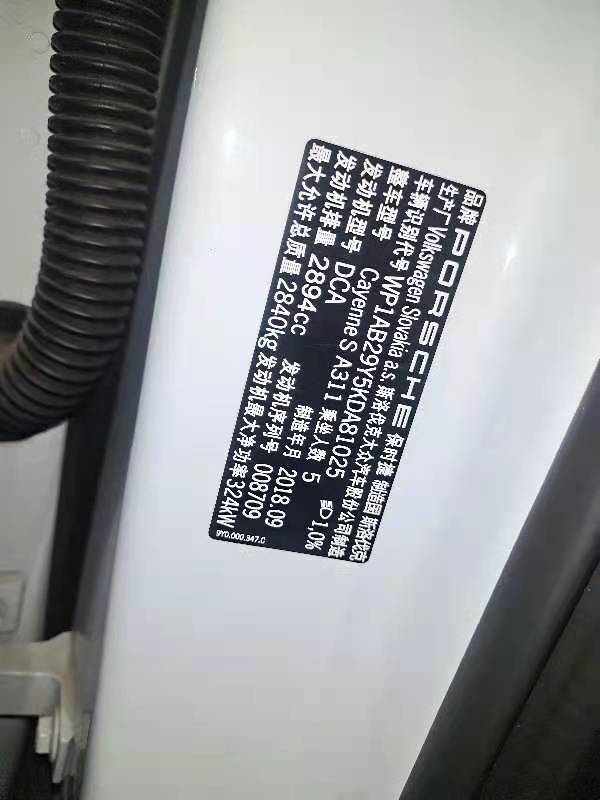 品牌 PORSCHE 保时捷 制造国 斯洛伐克
生产厂 Volkswagen Slovakia a.s.斯洛伐克大众汽车股份公司制造
车辆识别代号 WP1AB29Y5KDA81025
整车型号 Cayenne S A311 乘坐人数 5 1,0%
发动机型号 DCA 制造年月 2018.09
发动机排量 2894cc 发动机序列号 008709
最大允许总质量 2840kg 发动机最大净功率 324kW
9Y0.000.347.C